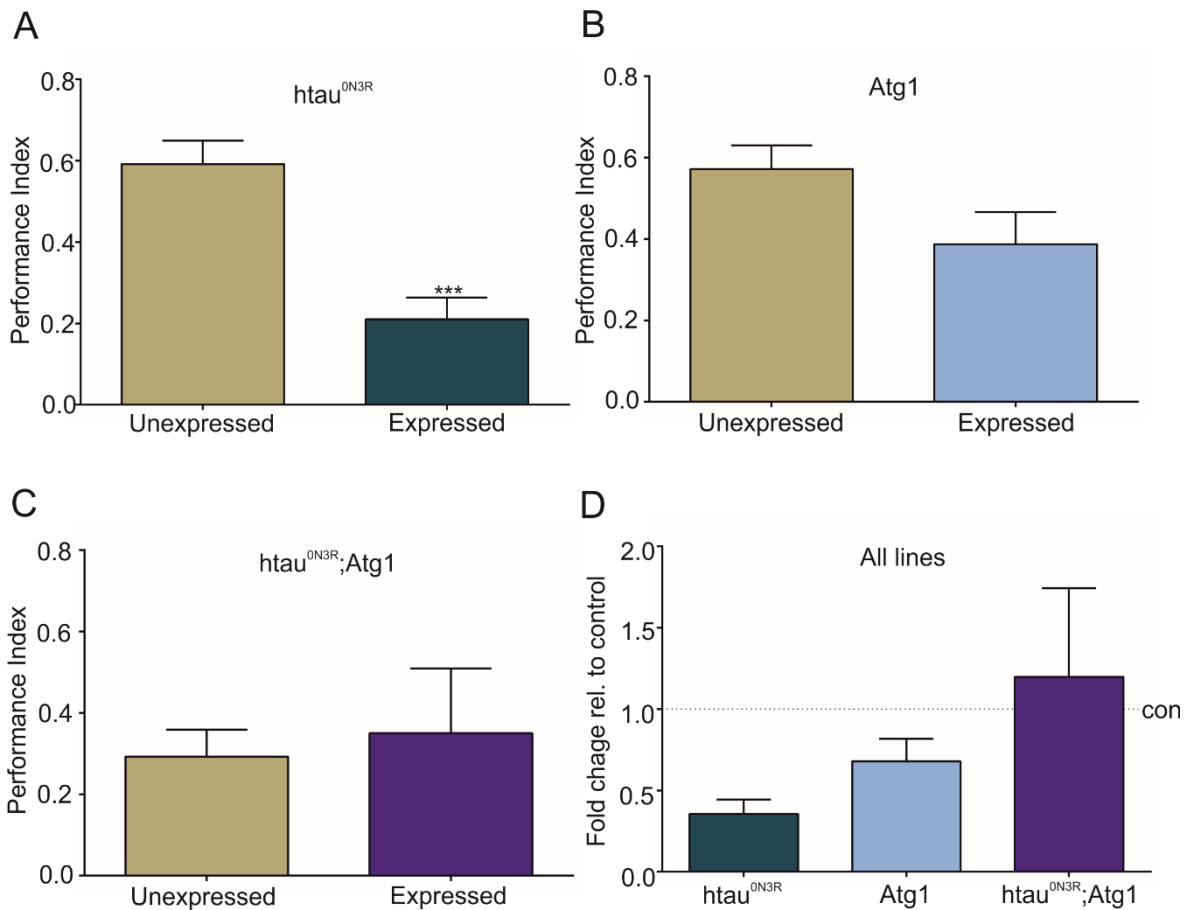 A
htau0N3R
Performance Index
0.8
0.6
0.4
0.2
0.0
***
Unexpressed
Expressed
B
Atg1
Performance Index
0.8
0.6
0.4
0.2
0.0
Unexpressed
Expressed
C
htau0N3R;Atg1
Performance Index
0.8
0.6
0.4
0.2
0.0
Unexpressed
Expressed
D
All lines
Fold chage rel. to control
2.0
1.5
1.0
0.5
0.0
con
htau0N3R
Atg1
htau0N3R;Atg1